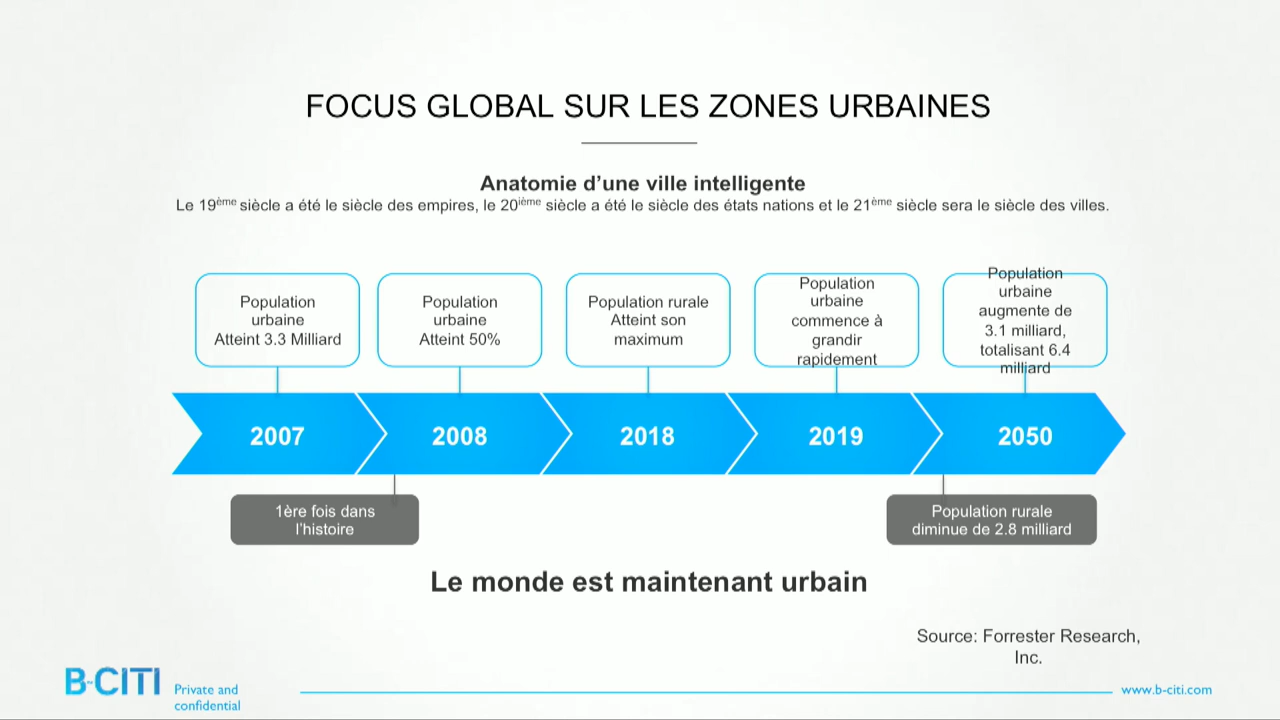 FOCUS GLOBAL SUR LES ZONES URBAINES
Anatomie d’une ville intelligente
Le 19ème siècle a été le siècle des empires, le 20ième siècle a été le siècle des états nations et le 21ème siècle sera le siècle des villes.
Population
urbaine
Atteint 3.3 Milliard
Population
urbaine
Atteint 50%
Population rurale
Atteint son
maximum
Population
urbaine
commence à
grandir
rapidement
Population
urbaine
augmente de
3.1 milliard,
totalisant 6.4
milliard
2007
2008
2018
2019
2050
1ère fois dans
l’histoire
Population rurale
diminue de 2.8 milliard
Le monde est maintenant urbain
Source: Forrester Research,
Inc.
B-CITI
Private and
confidential
www.b-citi.com